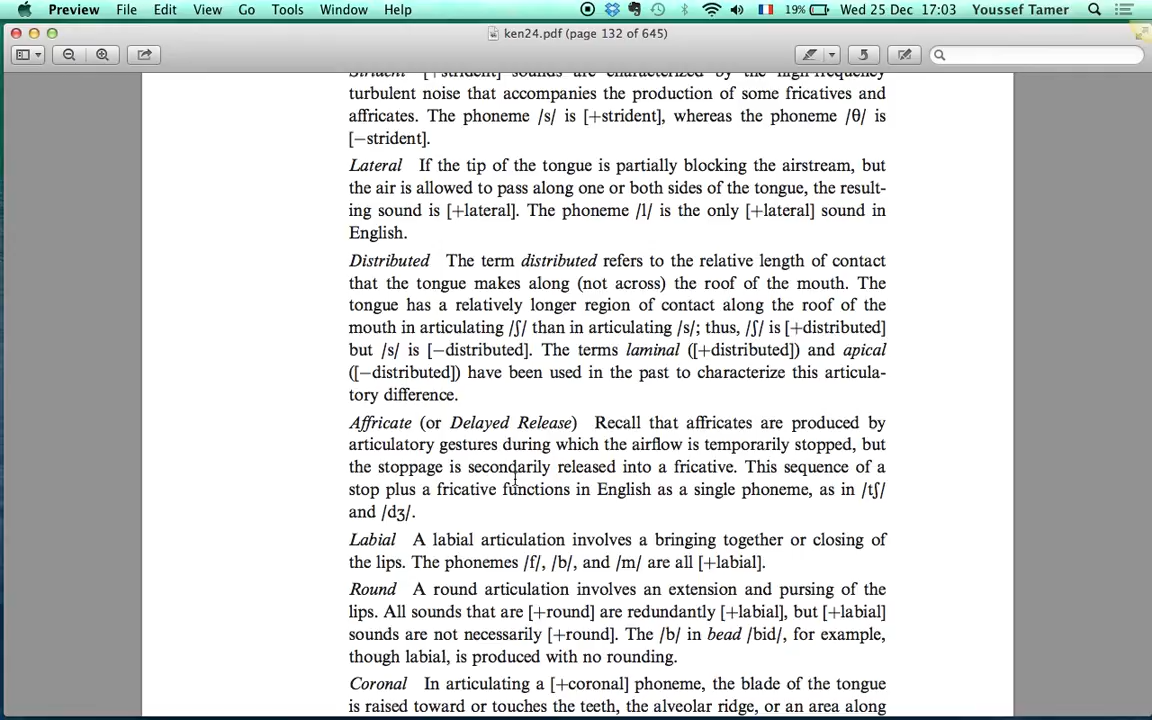 Preview File Edit View Go Tools Window Help 19% Wed 25 Dec 17:03 Youssef Tamer
ken24.pdf (page 132 of 645)
Strident [+strident] sounds are characterized by the high-frequency
turbulent noise that accompanies the production of some fricatives and
affricates. The phoneme /s/ is [+strident], whereas the phoneme /θ/ is
[−strident].
Lateral If the tip of the tongue is partially blocking the airstream, but
the air is allowed to pass along one or both sides of the tongue, the result-
ing sound is [+lateral]. The phoneme /l/ is the only [+lateral] sound in
English.
Distributed The term distributed refers to the relative length of contact
that the tongue makes along (not across) the roof of the mouth. The
tongue has a relatively longer region of contact along the roof of the
mouth in articulating /ʃ/ than in articulating /s/; thus, /ʃ/ is [+distributed]
but /s/ is [−distributed]. The terms laminal ([+distributed]) and apical
([−distributed]) have been used in the past to characterize this articula-
tory difference.
Affricate (or Delayed Release) Recall that affricates are produced by
articulatory gestures during which the airflow is temporarily stopped, but
the stoppage is secondarily released into a fricative. This sequence of a
stop plus a fricative functions in English as a single phoneme, as in /tʃ/
and /dʒ/.
Labial A labial articulation involves a bringing together or closing of
the lips. The phonemes /f/, /b/, and /m/ are all [+labial].
Round A round articulation involves an extension and pursing of the
lips. All sounds that are [+round] are redundantly [+labial], but [+labial]
sounds are not necessarily [+round]. The /b/ in bead /bid/, for example,
though labial, is produced with no rounding.
Coronal In articulating a [+coronal] phoneme, the blade of the tongue
is raised toward or touches the teeth, the alveolar ridge, or an area along